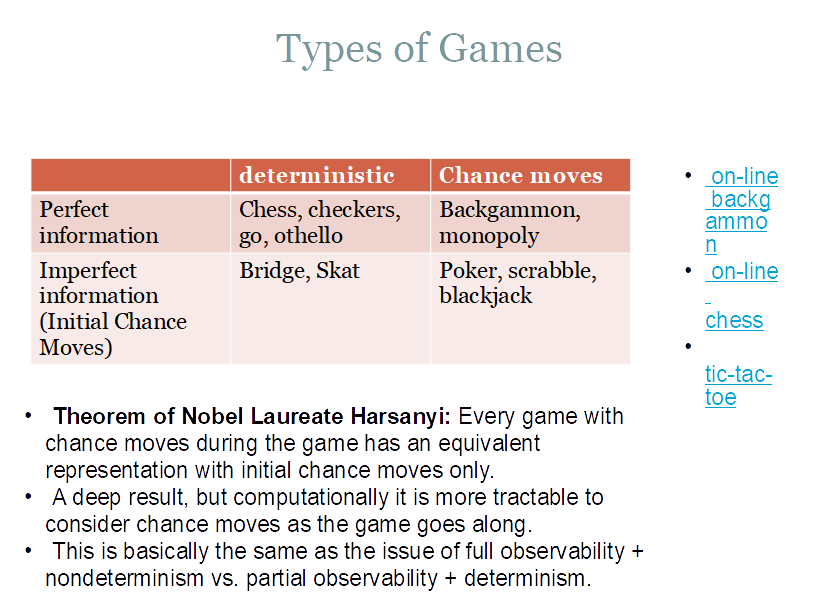 Types of Games
deterministic
Chance moves
Perfect
information
Chess, checkers,
go, othello
Backgammon,
monopoly
Imperfect
information
(Initial Chance
Moves)
Bridge, Skat
Poker, scrabble,
blackjack
• on-line
backg
ammo
n
• on-line
chess
•
tic-tac-
toe
• Theorem of Nobel Laureate Harsanyi: Every game with
chance moves during the game has an equivalent
representation with initial chance moves only.
• A deep result, but computationally it is more tractable to
consider chance moves as the game goes along.
• This is basically the same as the issue of full observability +
nondeterminism vs. partial observability + determinism.